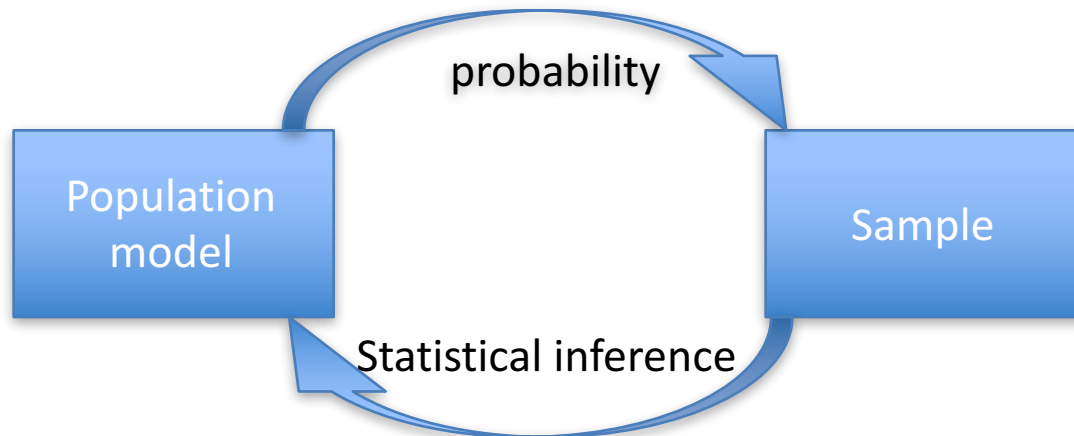 probability
Population
model
Sample
Statistical inference